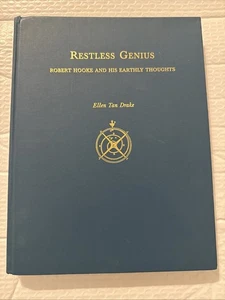 RESTLESS GENIUS
ROBERT HOOKE AND HIS EARTHLY THOUGHTS
Ellen Tan Drake